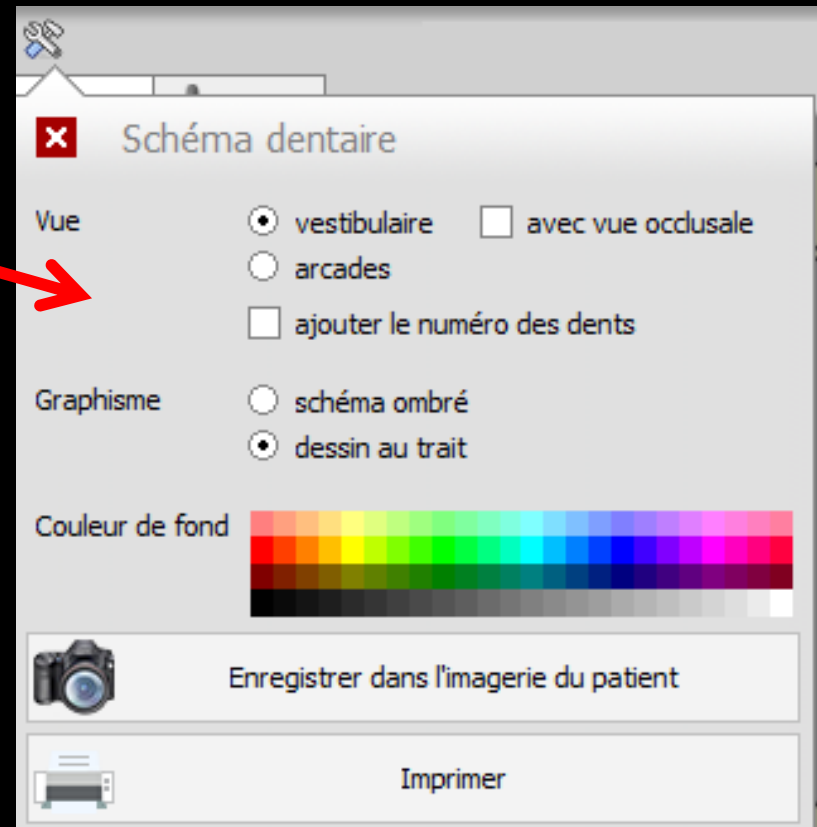 Schéma dentaire
Vue vestibulaire avec vue occlusale
arcades
ajouter le numéro des dents
Graphisme schéma ombré
dessin au trait
Couleur de fond
Enregistrer dans l'imagerie du patient
Imprimer